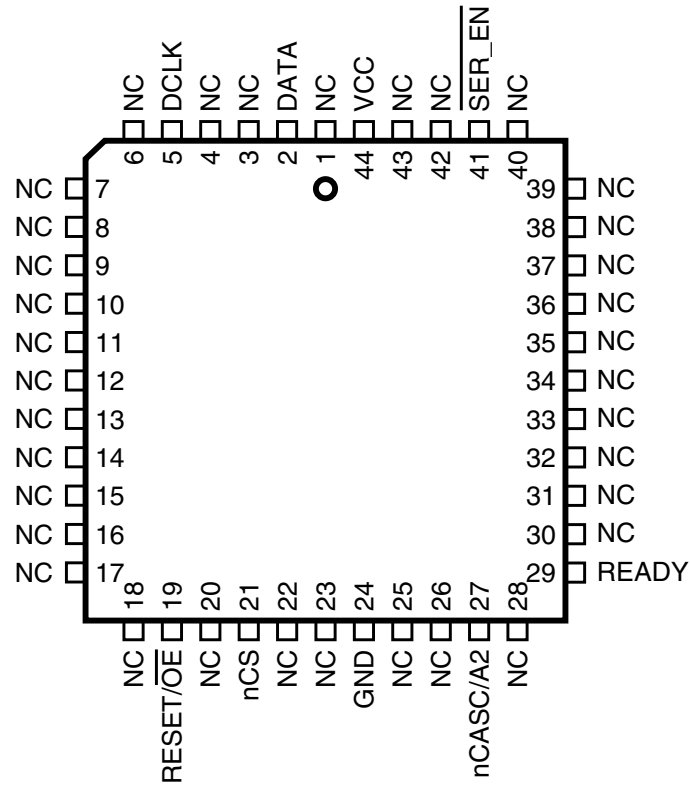 NC
DCLK
NC
NC
DATA
NC
VCC
NC
NC
SER_EN
NC
6
5
4
3
2
1
44
43
42
41
40
NC 7
NC 8
NC 9
NC 10
NC 11
NC 12
NC 13
NC 14
NC 15
NC 16
NC 17
39 NC
38 NC
37 NC
36 NC
35 NC
34 NC
33 NC
32 NC
31 NC
30 NC
29 READY
18
19
20
21
22
23
24
25
26
27
28
NC
RESET/OE
NC
nCS
NC
NC
GND
NC
NC
nCASC/A2
NC